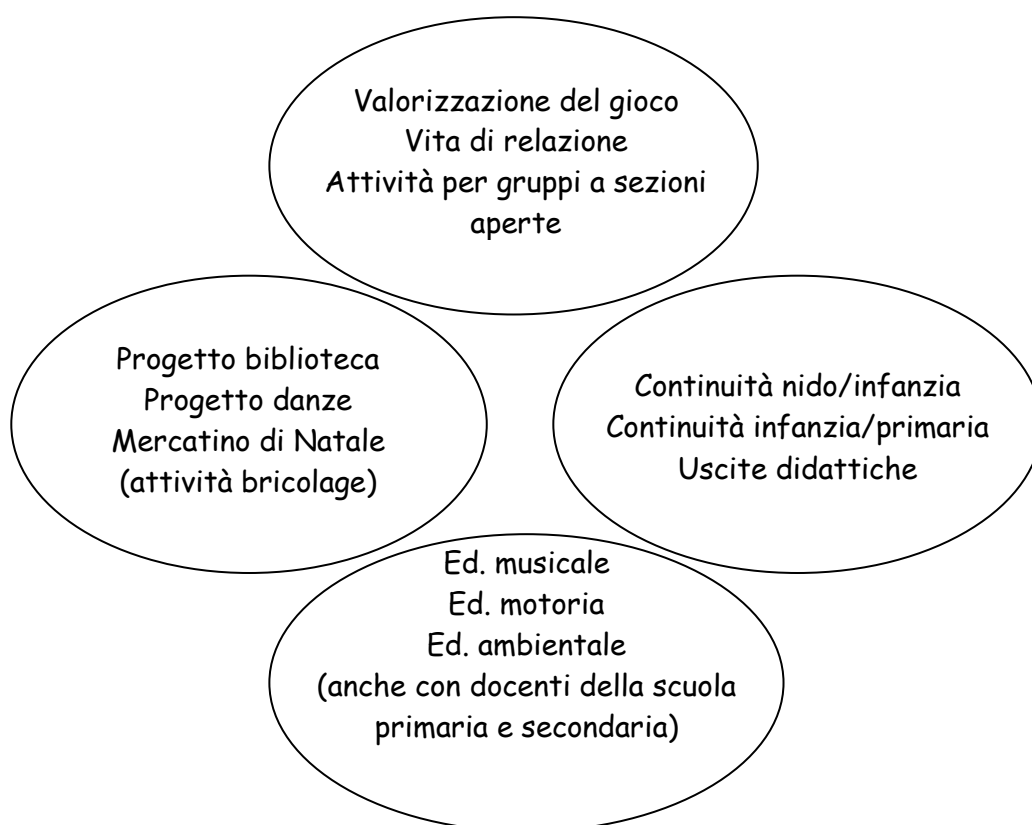 Valorizzazione del gioco
Vita di relazione
Attività per gruppi a sezioni
aperte
Progetto biblioteca
Progetto danze
Mercatino di Natale
(attività bricolage)
Continuità nido/infanzia
Continuità infanzia/primaria
Uscite didattiche
Ed. musicale
Ed. motoria
Ed. ambientale
(anche con docenti della scuola
primaria e secondaria)